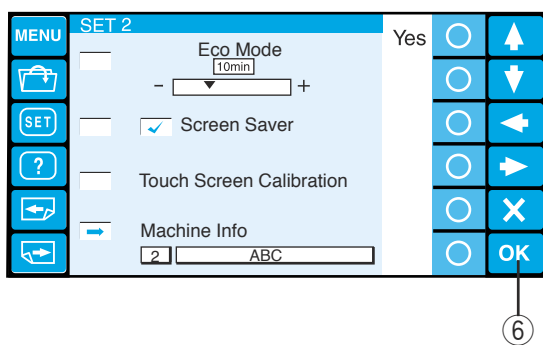 MENU
SET 2
Yes
Eco Mode
10min
- +
SET
Screen Saver
?
Touch Screen Calibration
Machine Info
2 ABC
OK
6